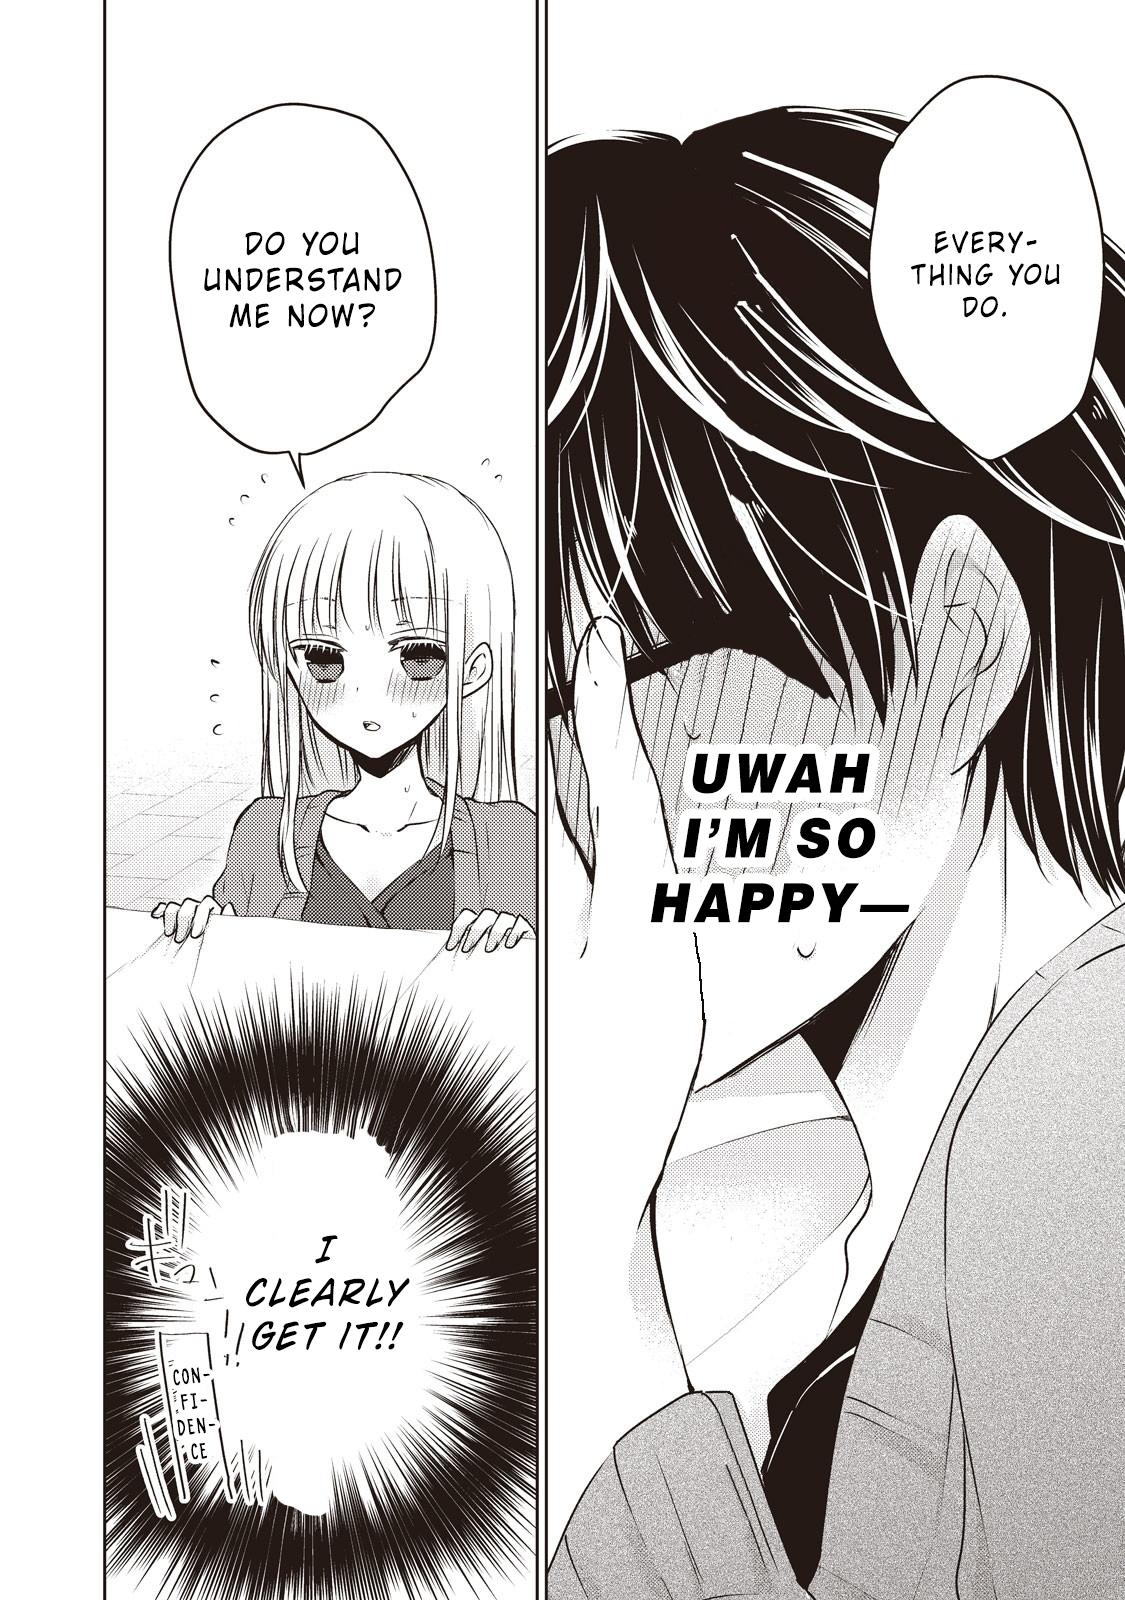 EVERY-
THING YOU
DO.
UWAH
I'M SO
HAPPY—
DO YOU
UNDERSTAND
ME NOW?
I
CLEARLY
GET IT!!
CON-
FI-
DEN-
CE